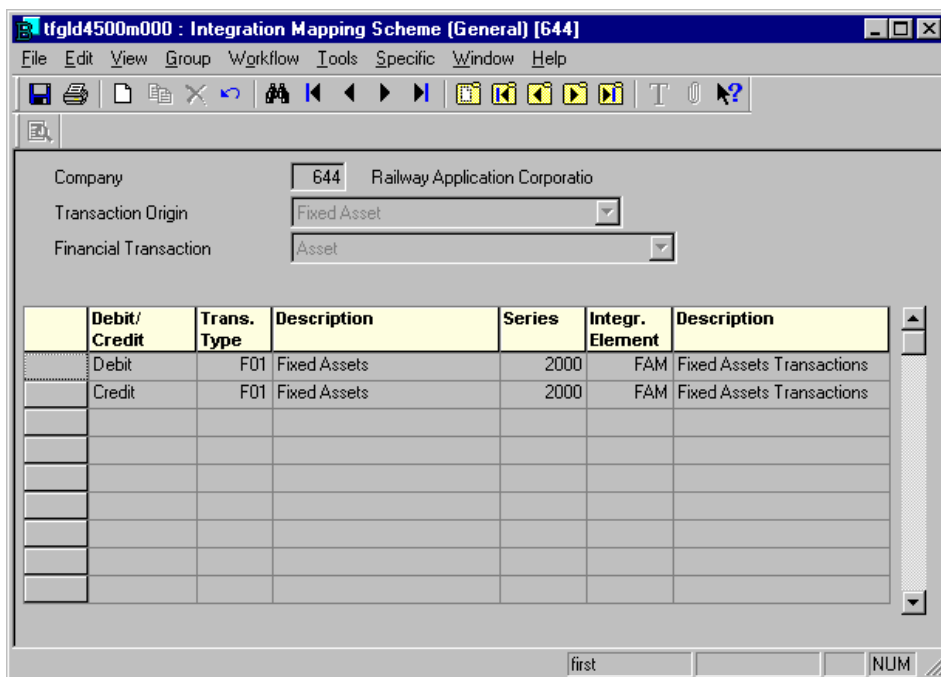 tfgld4500m000 : Integration Mapping Scheme (General) [644]
File Edit View Group Workflow Tools Specific Window Help
Company 644 Railway Application Corporatio
Transaction Origin Fixed Asset
Financial Transaction Asset
Debit/ Trans. Description Series Integr. Description
Credit Type Element
Debit F01 Fixed Assets 2000 FAM Fixed Assets Transactions
Credit F01 Fixed Assets 2000 FAM Fixed Assets Transactions
first NUM